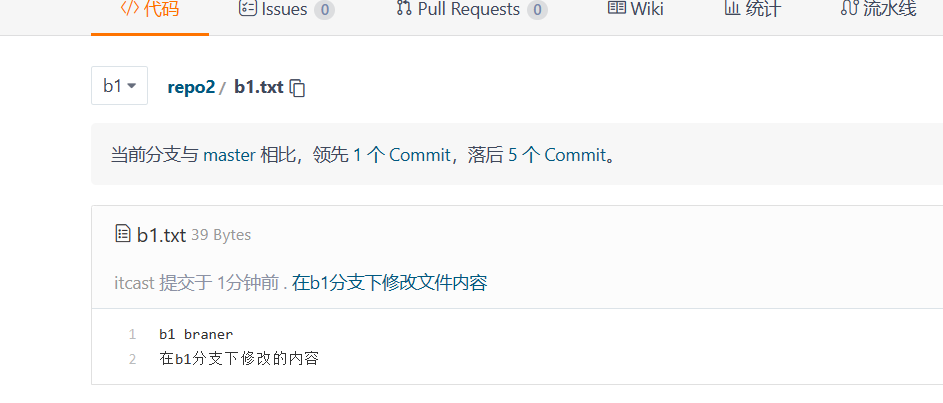 代码 Issues 0 Pull Requests 0 Wiki 统计 流水线
b1 repo2 / b1.txt
当前分支与 master 相比，领先 1 个 Commit，落后 5 个 Commit。
b1.txt 39 Bytes
itcast 提交于 1分钟前 . 在b1分支下修改文件内容
1 b1 braner
2 在b1分支下修改的内容